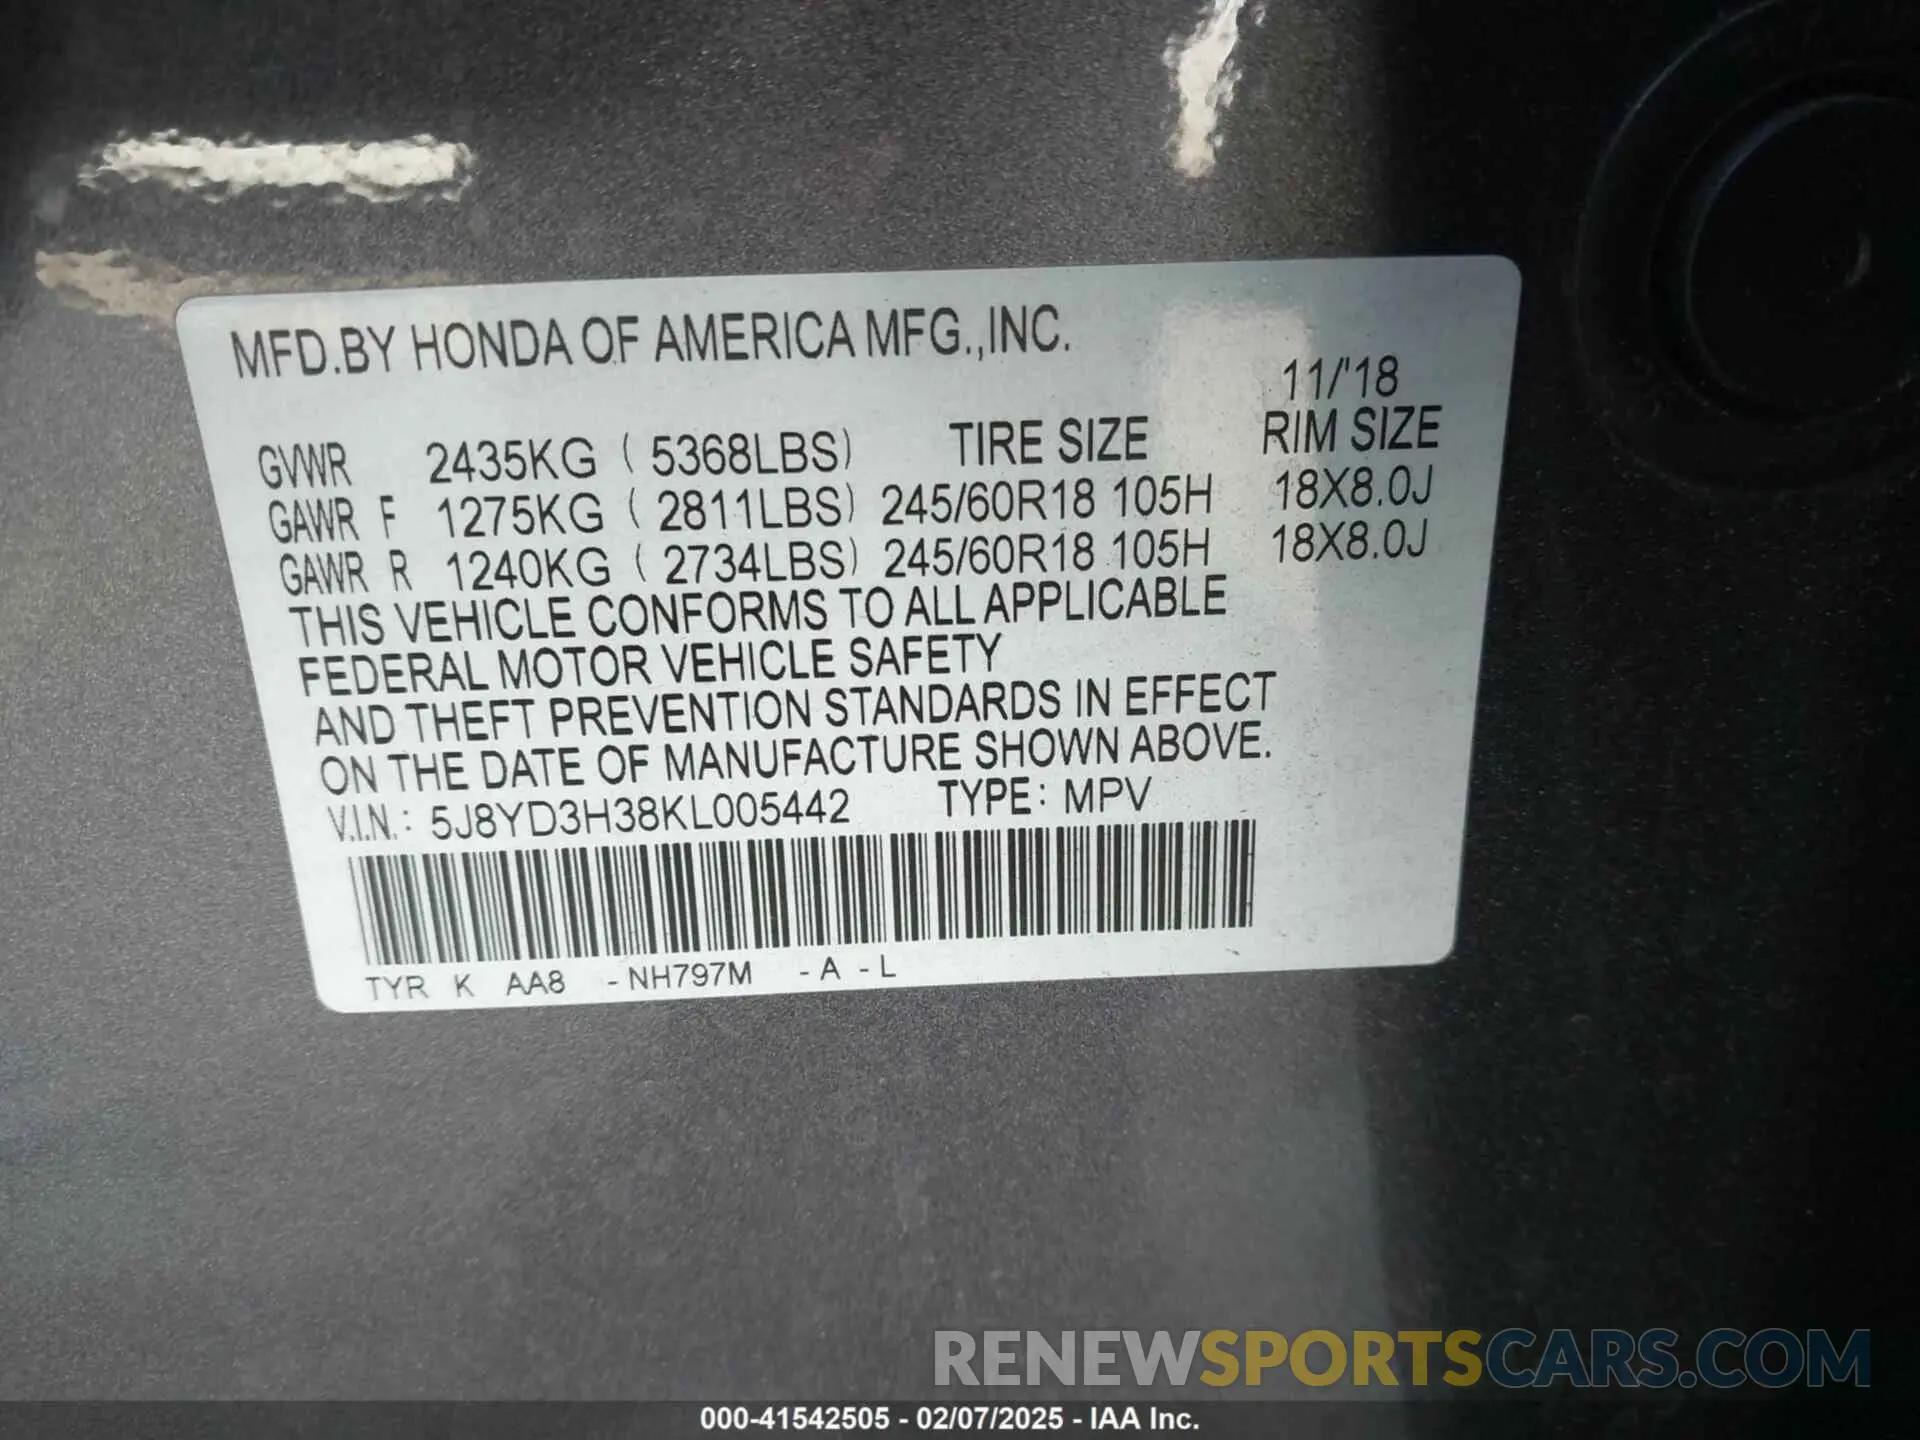 MFD.BY HONDA OF AMERICA MFG.,INC.
11/'18
GVWR 2435KG ( 5368LBS) TIRE SIZE RIM SIZE
GAWR F 1275KG ( 2811LBS) 245/60R18 105H 18X8.0J
GAWR R 1240KG ( 2734LBS) 245/60R18 105H 18X8.0J
THIS VEHICLE CONFORMS TO ALL APPLICABLE
FEDERAL MOTOR VEHICLE SAFETY
AND THEFT PREVENTION STANDARDS IN EFFECT
ON THE DATE OF MANUFACTURE SHOWN ABOVE.
V.I.N.: 5J8YD3H38KL005442 TYPE: MPV
TYR K AA8 -NH797M -A -L
RENEWSPORTSCARS.COM
000-41542505 - 02/07/2025 - IAA Inc.